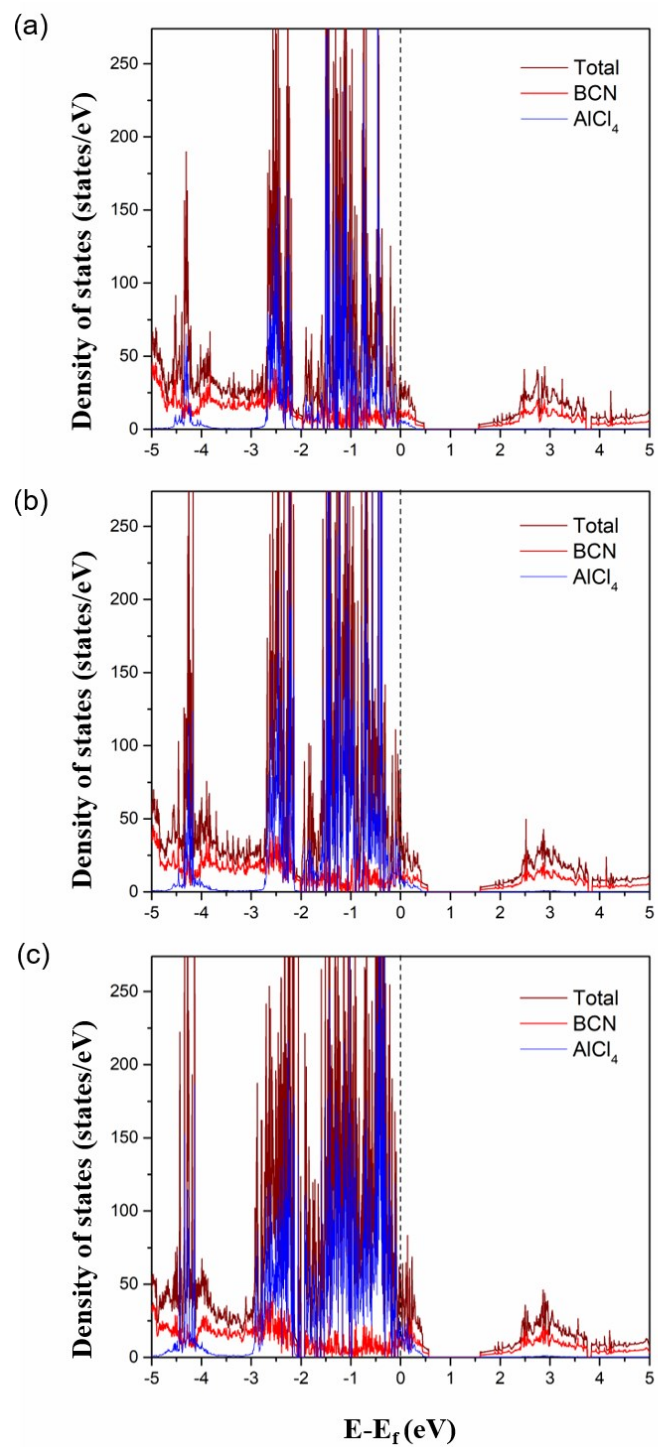 (a)
250
200
150
100
50
0
Density of states (states/eV)
Total
BCN
AlCl₄
-5 -4 -3 -2 -1 0 1 2 3 4 5
(b)
250
200
150
100
50
0
Density of states (states/eV)
Total
BCN
AlCl₄
-5 -4 -3 -2 -1 0 1 2 3 4 5
(c)
250
200
150
100
50
0
Density of states (states/eV)
Total
BCN
AlCl₄
-5 -4 -3 -2 -1 0 1 2 3 4 5
E-E_f (eV)